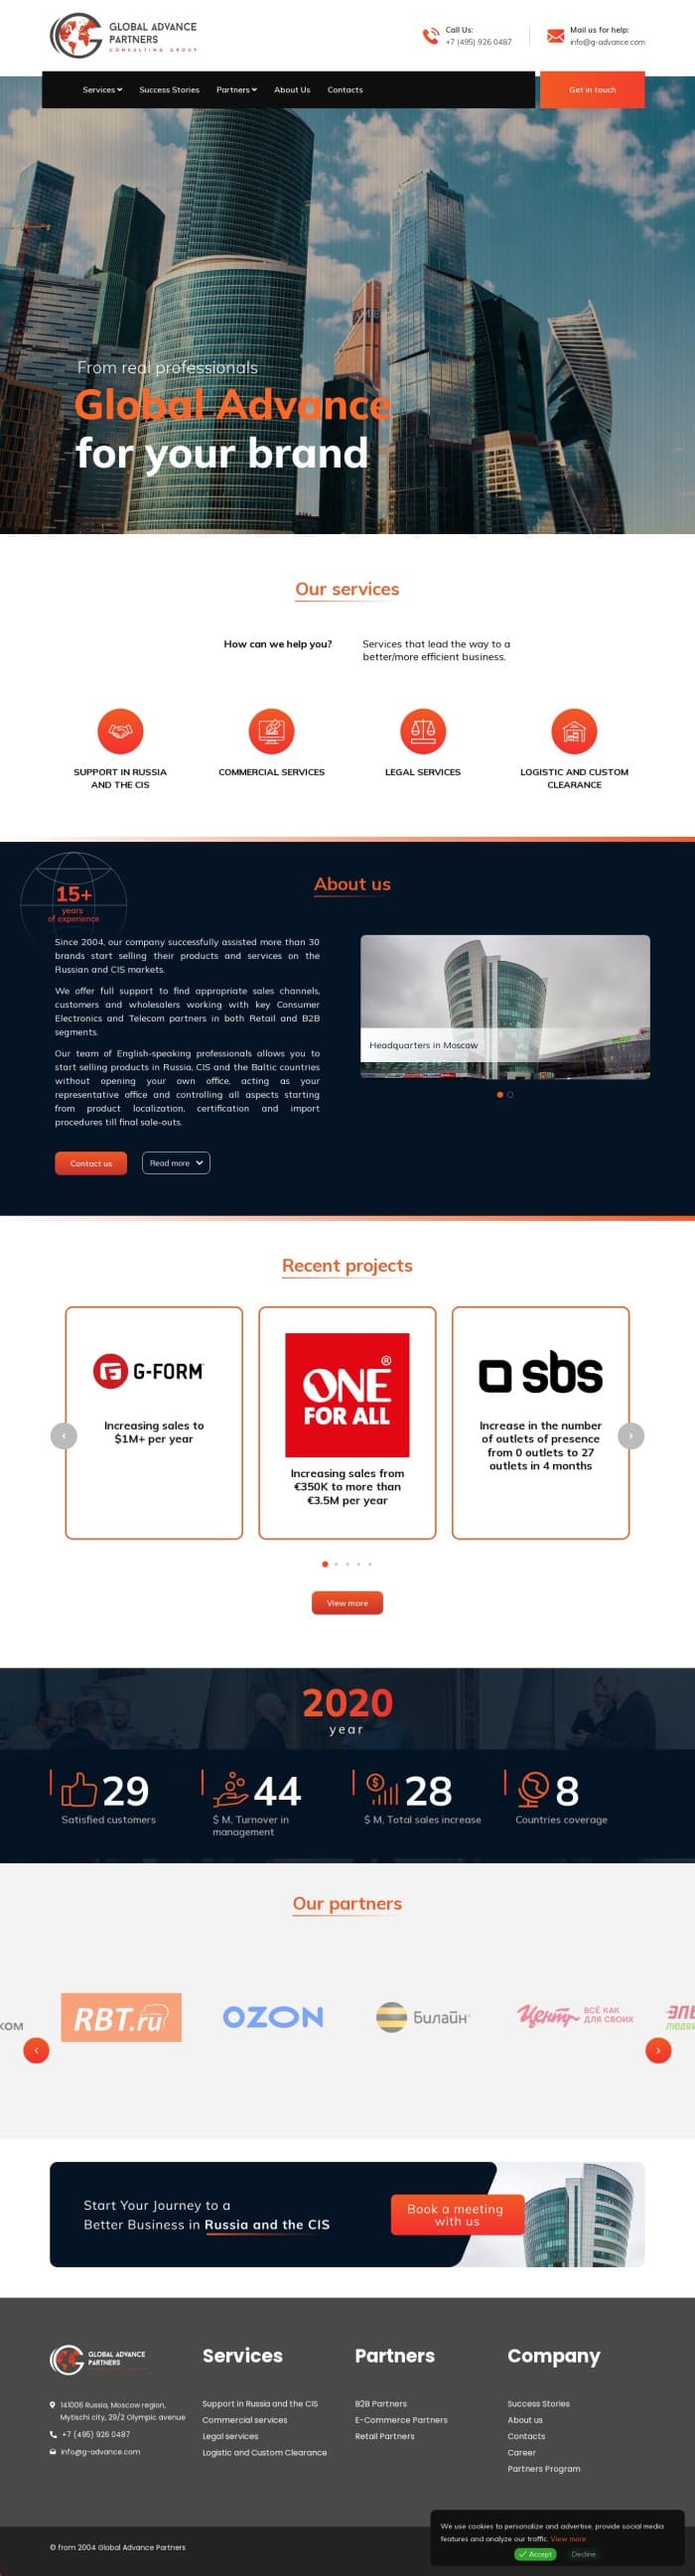 GLOBAL ADVANCE
PARTNERS
CONSULTING GROUP
Call Us:
+7 (495) 926 0487
Mail us for help:
info@g-advance.com
Services
Success Stories
Partners
About Us
Contacts
Get in touch
From real professionals
Global Advance
for your brand
Our services
How can we help you?
Services that lead the way to a
better/more efficient business.
SUPPORT IN RUSSIA
AND THE CIS
COMMERCIAL SERVICES
LEGAL SERVICES
LOGISTIC AND CUSTOM
CLEARANCE
15+
years
of experience
About us
Since 2004, our company successfully assisted more than 30
brands start selling their products and services on the
Russian and CIS markets.
We offer full support to find appropriate sales channels,
customers and wholesalers working with key Consumer
Electronics and Telecom partners in both Retail and B2B
segments.
Our team of English-speaking professionals allows you to
start selling products in Russia, CIS and the Baltic countries
without opening your own office, acting as your
representative office and controlling all aspects starting
from product localization, certification and import
procedures till final sale-outs.
Headquarters in Moscow
Contact us
Read more
Recent projects
G-FORM
Increasing sales to
$1M+ per year
ONE®
FOR ALL
Increasing sales from
€350K to more than
€3.5M per year
sbs
Increase in the number
of outlets of presence
from 0 outlets to 27
outlets in 4 months
View more
2020
year
29
Satisfied customers
44
$ M, Turnover in
management
28
$ M, Total sales increase
8
Countries coverage
Our partners
КОМ
RBT.ru
OZON
Билайн
Центр
ВСЁ КАК
ДЛЯ СВОИХ
Start Your Journey to a
Better Business in Russia and the CIS
Book a meeting
with us
GLOBAL ADVANCE
PARTNERS
141006 Russia, Moscow region,
Mytischi city, 29/2 Olympic avenue
+7 (495) 926 0487
info@g-advance.com
Services
Support in Russia and the CIS
Commercial services
Legal services
Logistic and Custom Clearance
Partners
B2B Partners
E-Commerce Partners
Retail Partners
Company
Success Stories
About us
Contacts
Career
Partners Program
© from 2004 Global Advance Partners
We use cookies to personalize and advertise, provide social media
features and analyze our traffic. View more
Accept
Decline